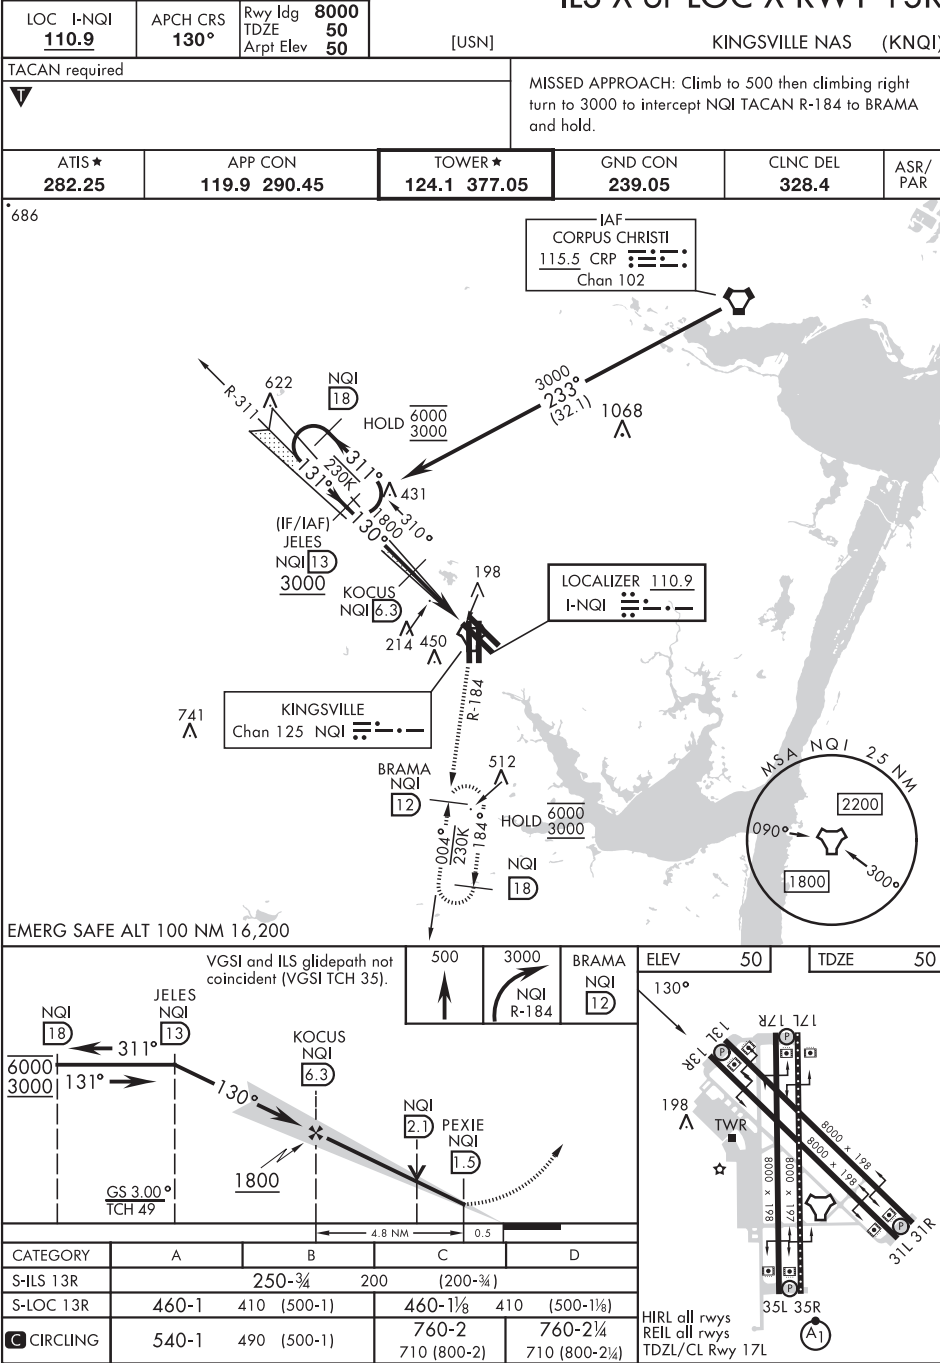 ILS X or LOC X RWY 13R
LOC I-NQI
110.9
APCH CRS
130°
Rwy ldg 8000
TDZE 50
Arpt Elev 50
[USN]
KINGSVILLE NAS (KNQI)
TACAN required
T
MISSED APPROACH: Climb to 500 then climbing right
turn to 3000 to intercept NQI TACAN R-184 to BRAMA
and hold.
ATIS★
282.25
APP CON
119.9 290.45
TOWER★
124.1 377.05
GND CON
239.05
CLNC DEL
328.4
ASR/
PAR
686
IAF
CORPUS CHRISTI
115.5 CRP
Chan 102
3000
233°
(32.1)
1068
R-311
622
NQI
18
HOLD 6000
3000
311°
230K
131°
431
1800
310°
130°
(IF/IAF)
JELES
NQI 13
3000
KOCUS
NQI 6.3
198
214
450
LOCALIZER 110.9
I-NQI
KINGSVILLE
Chan 125 NQI
741
R-184
BRAMA
NQI
12
512
HOLD 6000
3000
004°
230K
184°
NQI
18
MSA NQI 25 NM
2200
090°
1800
300°
EMERG SAFE ALT 100 NM 16,200
VGSI and ILS glidepath not
coincident (VGSI TCH 35).
500
3000
NQI
R-184
BRAMA
NQI
12
NQI
18
JELES
NQI
13
311°
6000
3000
131°
130°
KOCUS
NQI
6.3
1800
NQI
2.1
PEXIE
NQI
1.5
GS 3.00°
TCH 49
4.8 NM
0.5
ELEV 50
TDZE 50
130°
13L
13R
17R
17L
P
P
198
TWR
8000 x 198
8000 x 198
8000 x 198
8000 x 197
P
31L 31R
P
35L 35R
A1
HIRL all rwys
REIL all rwys
TDZL/CL Rwy 17L
CATEGORY A B C D
S-ILS 13R 250-¾ 200 (200-¾)
S-LOC 13R 460-1 410 (500-1) 460-1⅛ 410 (500-1⅛)
C CIRCLING 540-1 490 (500-1) 760-2 710 (800-2) 760-2¼ 710 (800-2¼)